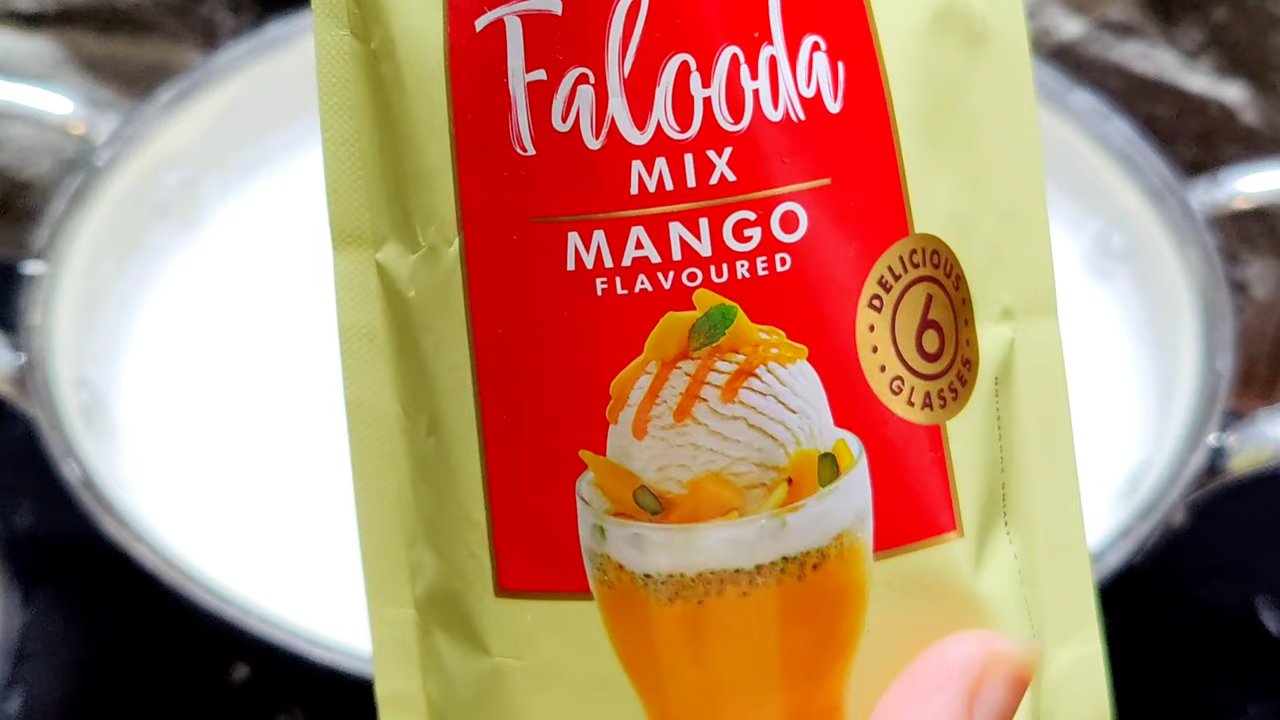 Falooda
MIX
MANGO
FLAVOURED
DELICIOUS
6
GLASSES